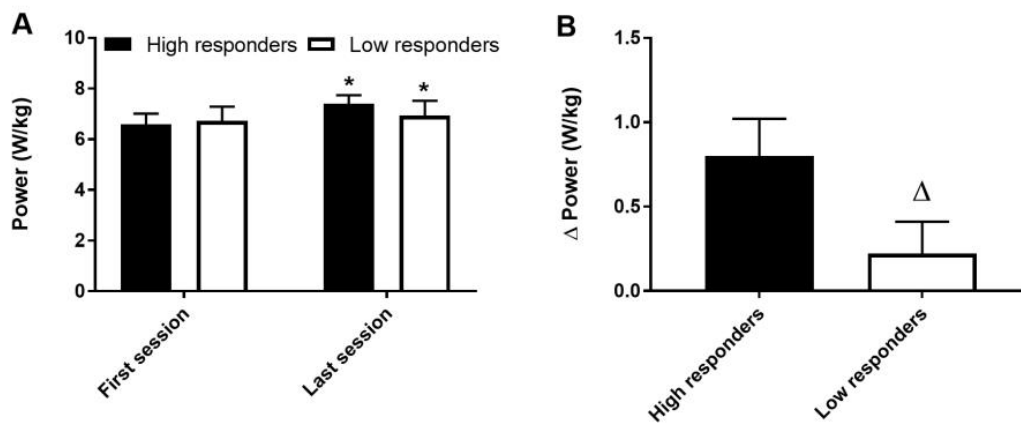 A
High responders
Low responders
Power (W/kg)
10
8
6
4
2
0
*
*
First session
Last session
B
Δ Power (W/kg)
1.5
1.0
0.5
0.0
Δ
High responders
Low responders